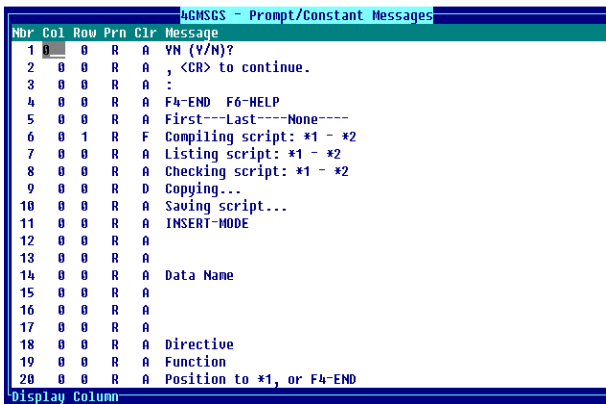 4GMSGS - Prompt/Constant Messages
Nbr Col Row Prn Clr Message
1 0__ 0 R A YN (Y/N)?
2 0 0 R A , <CR> to continue.
3 0 0 R A :
4 0 0 R A F4-END F6-HELP
5 0 0 R A First---Last----None----
6 0 1 R F Compiling script: *1 - *2
7 0 0 R A Listing script: *1 - *2
8 0 0 R A Checking script: *1 - *2
9 0 0 R D Copying...
10 0 0 R A Saving script...
11 0 0 R A INSERT-MODE
12 0 0 R A
13 0 0 R A
14 0 0 R A Data Name
15 0 0 R A
16 0 0 R A
17 0 0 R A
18 0 0 R A Directive
19 0 0 R A Function
20 0 0 R A Position to *1, or F4-END
Display Column